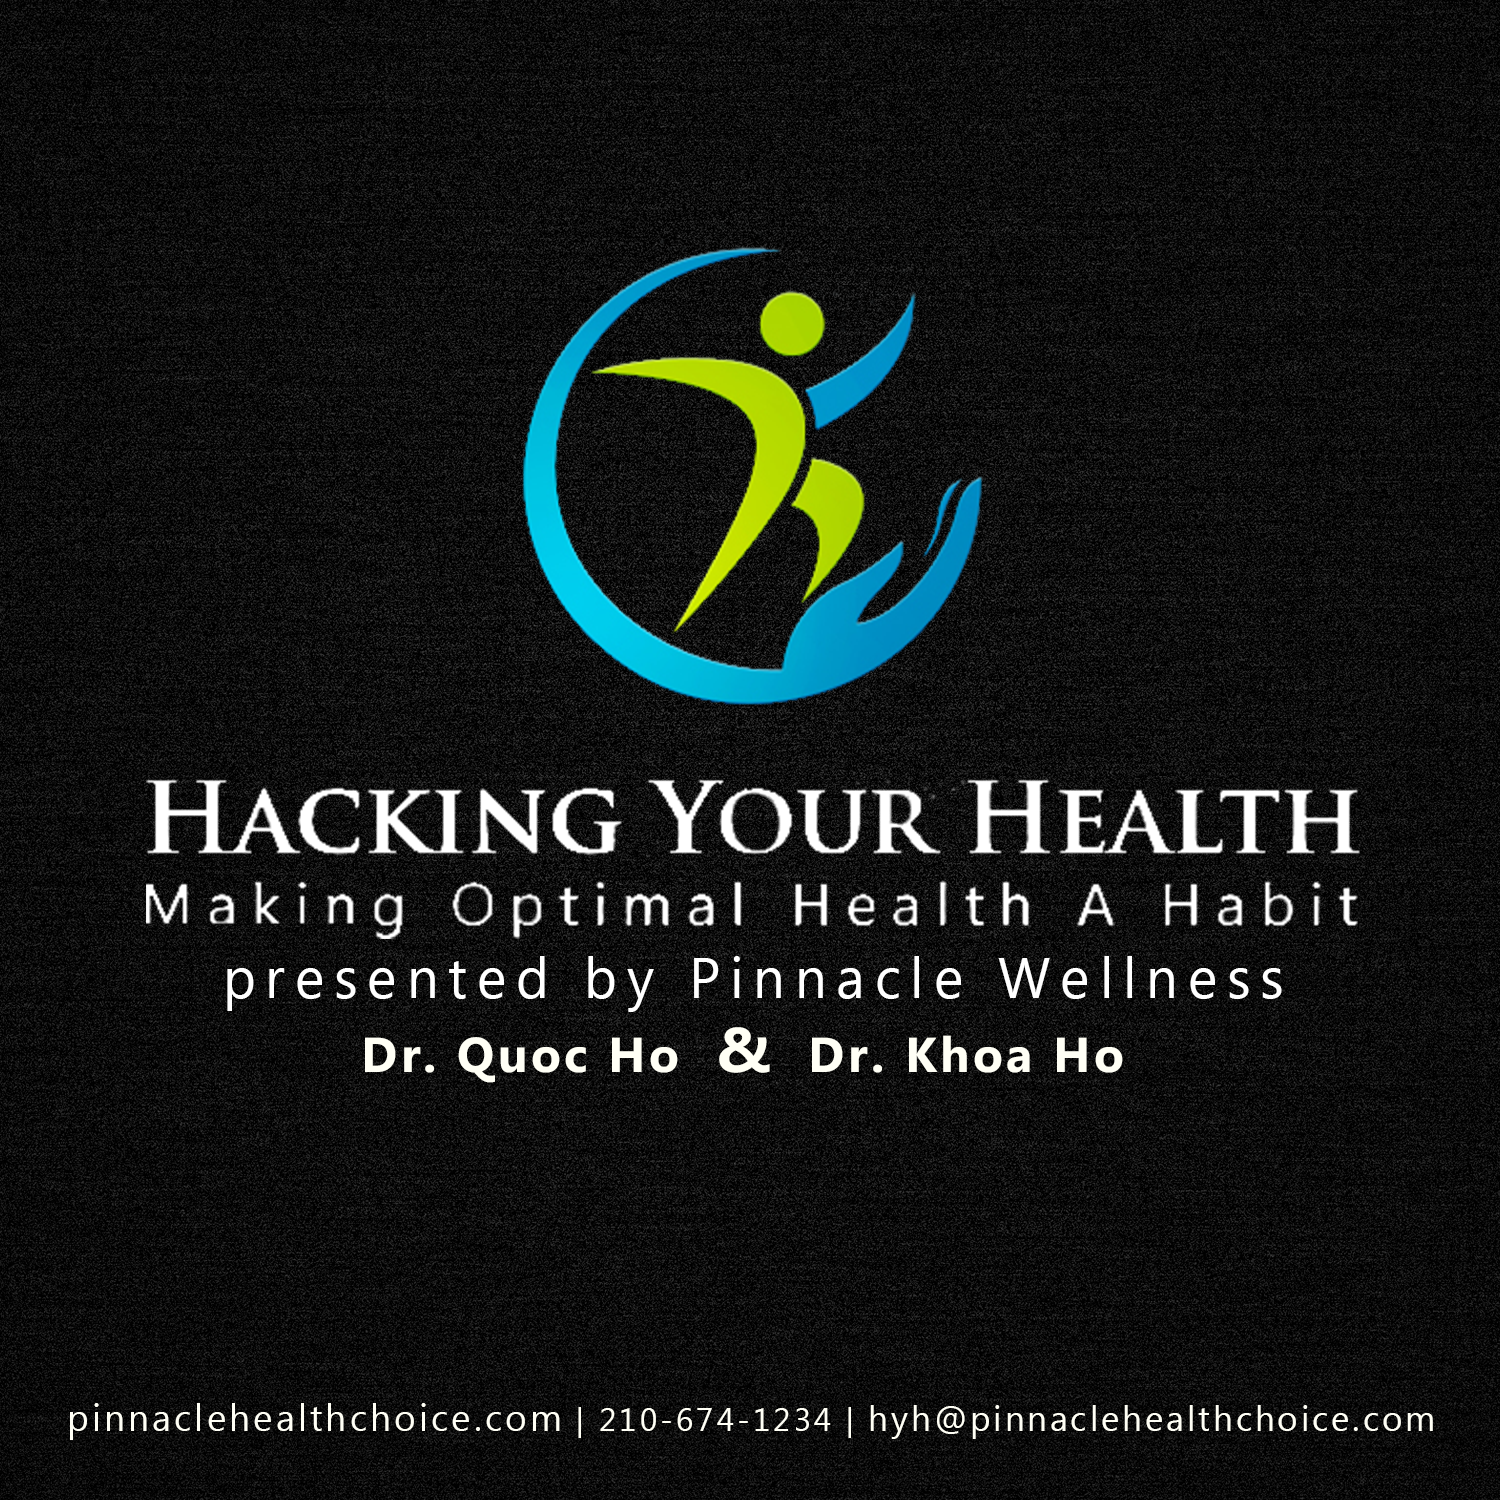 Hacking Your Health
Making Optimal Health A Habit
presented by Pinnacle Wellness
Dr. Quoc Ho & Dr. Khoa Ho
pinnaclehealthchoice.com | 210-674-1234 | hyh@pinnaclehealthchoice.com